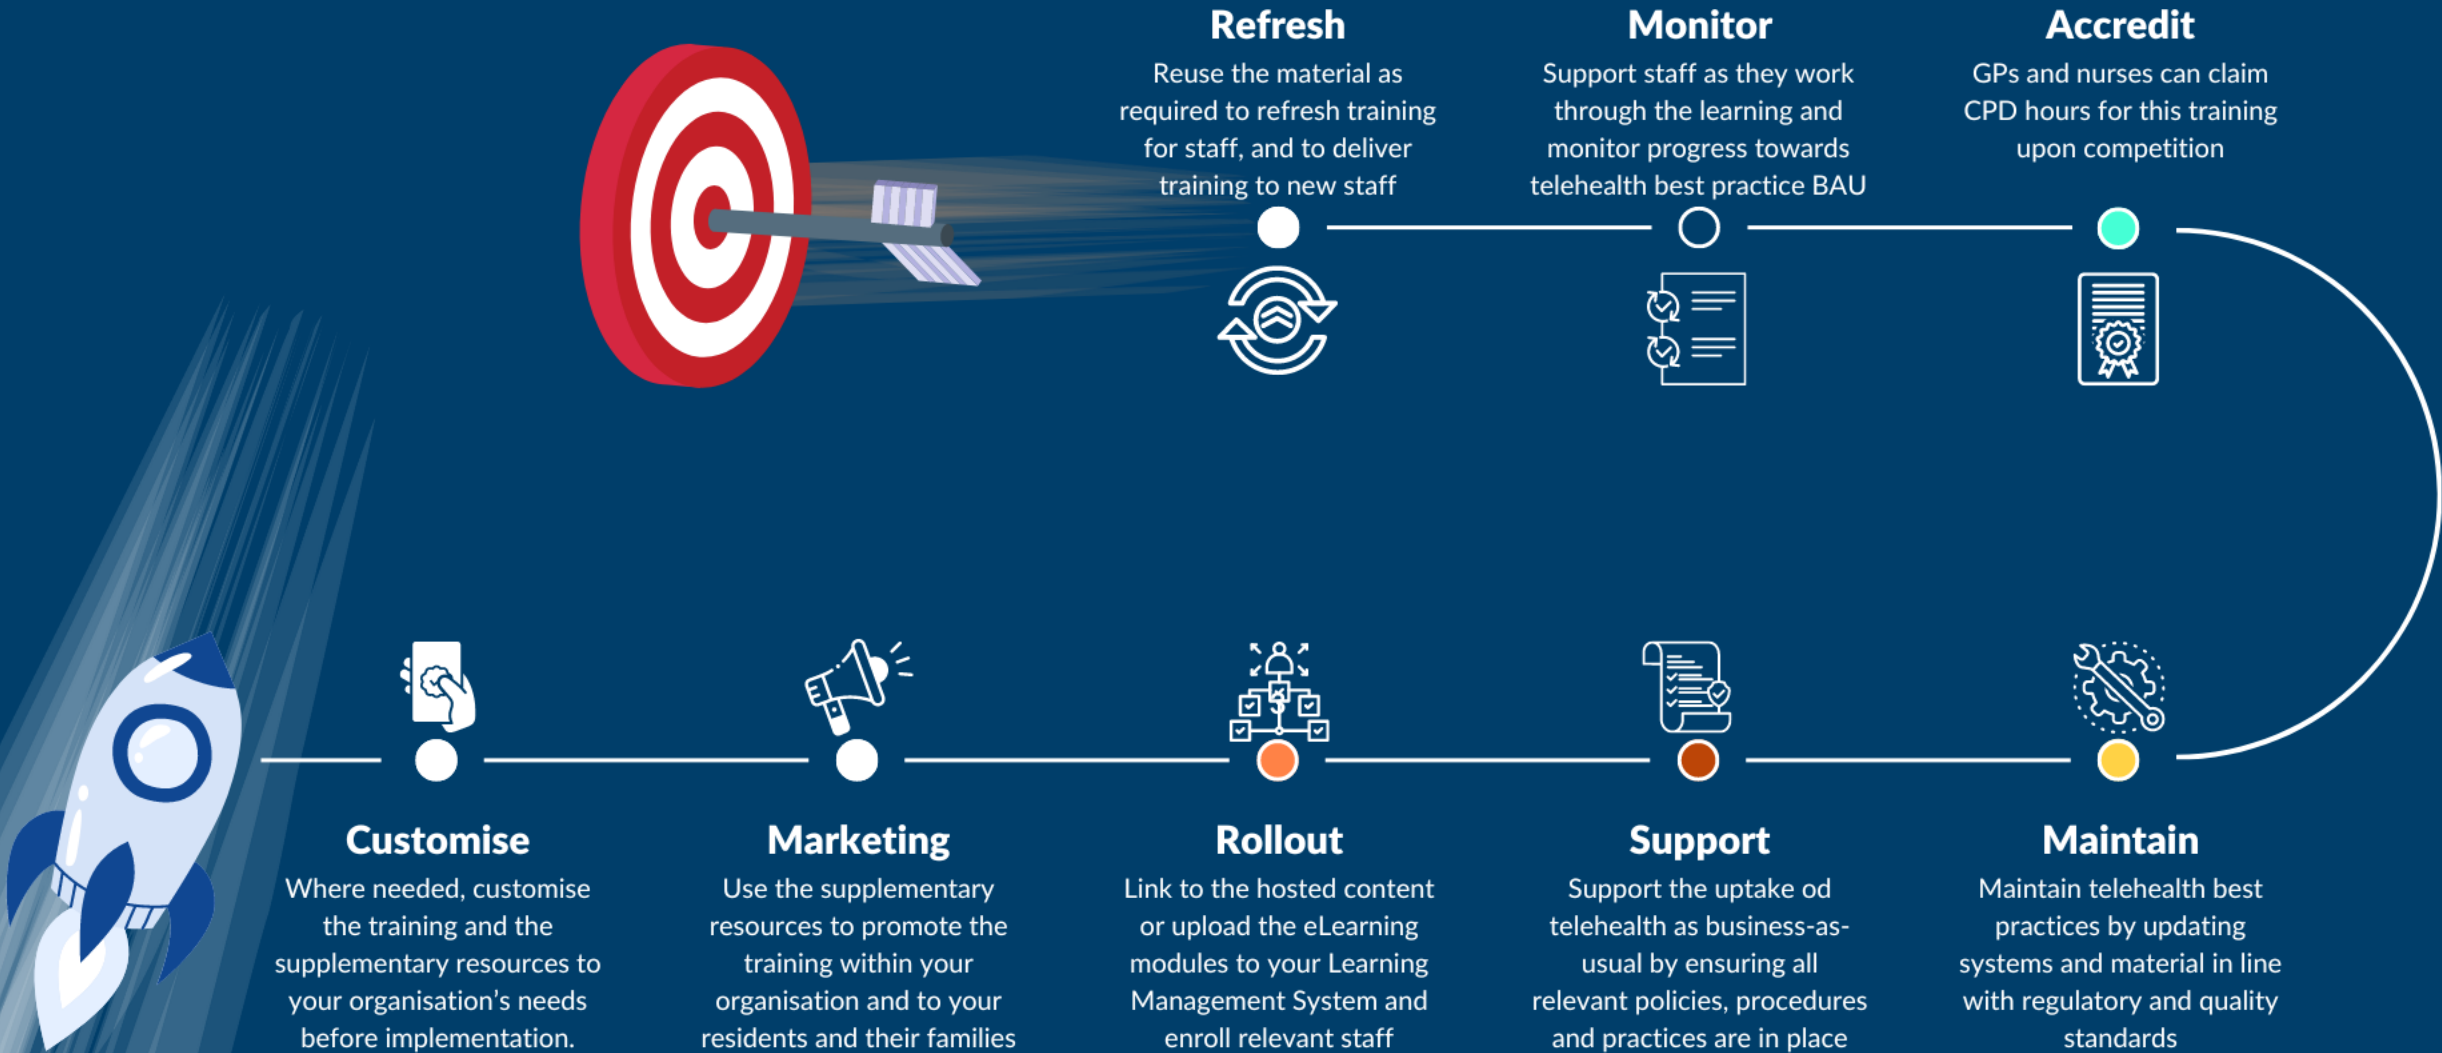 Refresh
Reuse the material as
required to refresh training
for staff, and to deliver
training to new staff
Monitor
Support staff as they work
through the learning and
monitor progress towards
telehealth best practice BAU
Accredit
GPs and nurses can claim
CPD hours for this training
upon competition
Customise
Where needed, customise
the training and the
supplementary resources to
your organisation's needs
before implementation.
Marketing
Use the supplementary
resources to promote the
training within your
organisation and to your
residents and their families
Rollout
Link to the hosted content
or upload the eLearning
modules to your Learning
Management System and
enroll relevant staff
Support
Support the uptake od
telehealth as business-as-
usual by ensuring all
relevant policies, procedures
and practices are in place
Maintain
Maintain telehealth best
practices by updating
systems and material in line
with regulatory and quality
standards